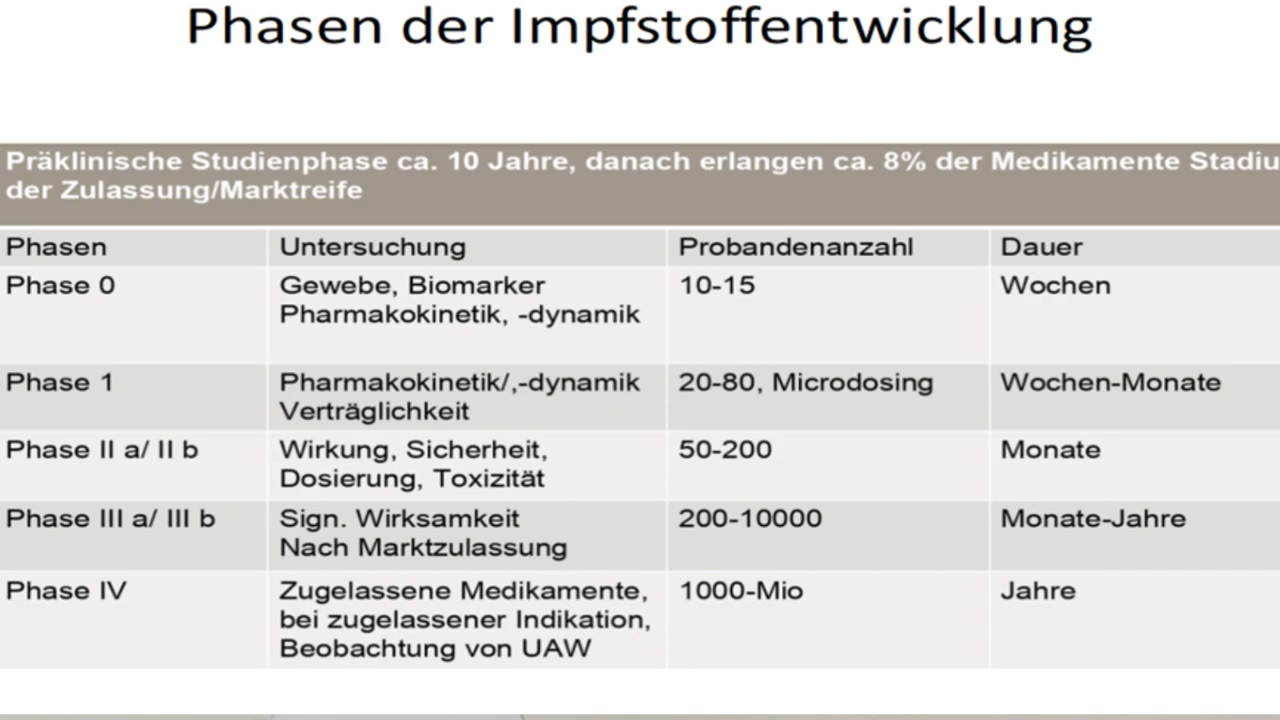 Phasen der Impfstoffentwicklung
Präklinische Studienphase ca. 10 Jahre, danach erlangen ca. 8% der Medikamente
der Zulassung/Marktreife
Phasen Untersuchung Probandenanzahl Dauer
Phase 0 Gewebe, Biomarker 10-15 Wochen
Pharmakokinetik, -dynamik
Phase 1 Pharmakokinetik/,-dynamik 20-80, Microdosing Wochen-Monate
Verträglichkeit
Phase II a/ II b Wirkung, Sicherheit, 50-200 Monate
Dosierung, Toxizität
Phase III a/ III b Sign. Wirksamkeit 200-10000 Monate-Jahre
Nach Marktzulassung
Phase IV Zugelassene Medikamente, 1000-Mio Jahre
bei zugelassener Indikation,
Beobachtung von UAW